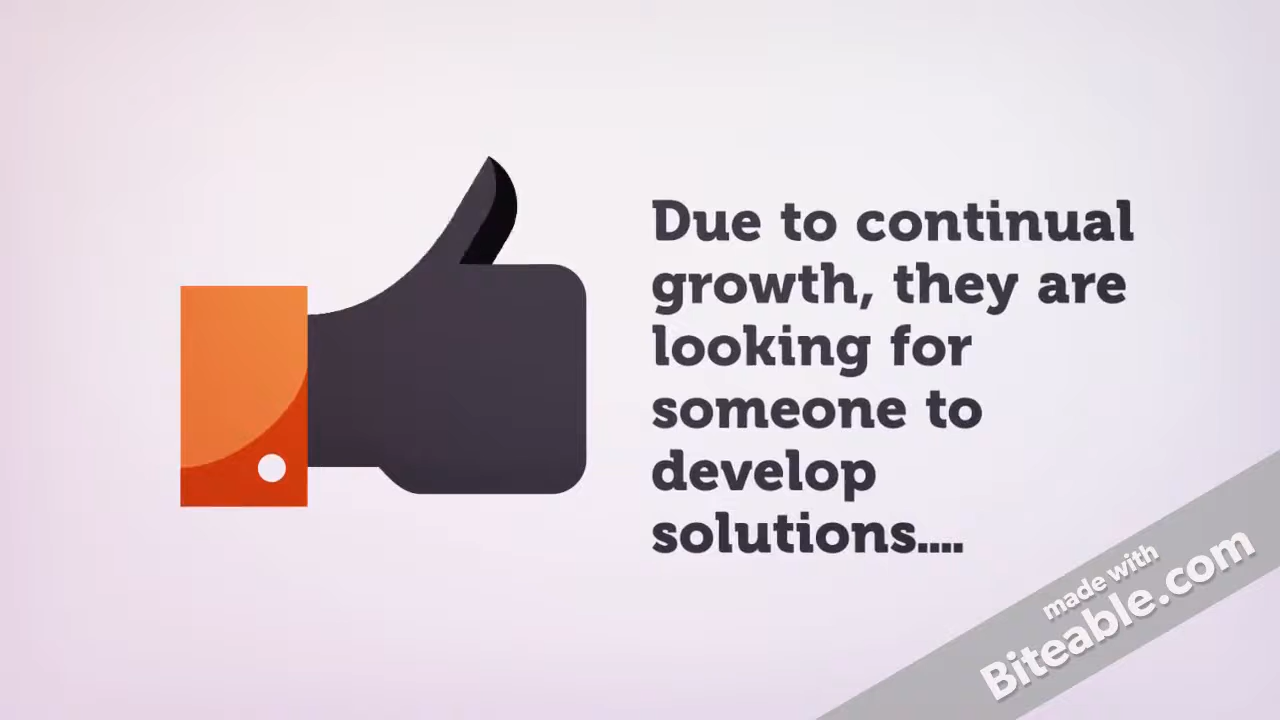 Due to continual
growth, they are
looking for
someone to
develop
solutions....
made with
Biteable.com